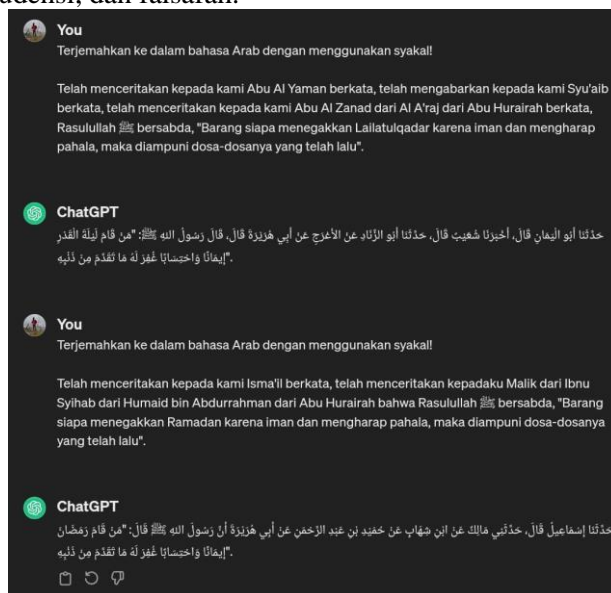 udensi, dan falsafah.
You
Terjemahkan ke dalam bahasa Arab dengan menggunakan syakal!
Telah menceritakan kepada kami Abu Al Yaman berkata, telah mengabarkan kepada kami Syu'aib
berkata, telah menceritakan kepada kami Abu Al Zanad dari Al A'raj dari Abu Hurairah berkata,
Rasulullah ﷺ bersabda, "Barang siapa menegakkan Lailatulqadar karena iman dan mengharap
pahala, maka diampuni dosa-dosanya yang telah lalu".
ChatGPT
حَدَّثَنَا أَبُو الْيَمَانِ قَالَ، أَخْبَرَنَا شُعَيْبٌ قَالَ، حَدَّثَنَا أَبُو الزِّنَادِ عَنِ الأَعْرَجِ عَنْ أَبِي هُرَيْرَةَ قَالَ، قَالَ رَسُولُ اللهِ ﷺ: "مَنْ قَامَ لَيْلَةَ الْقَدْرِ
إِيمَانًا وَاحْتِسَابًا غُفِرَ لَهُ مَا تَقَدَّمَ مِنْ ذَنْبِهِ".
You
Terjemahkan ke dalam bahasa Arab dengan menggunakan syakal!
Telah menceritakan kepada kami Isma'il berkata, telah menceritakan kepadaku Malik dari Ibnu
Syihab dari Humaid bin Abdurrahman dari Abu Hurairah bahwa Rasulullah ﷺ bersabda, "Barang
siapa menegakkan Ramadan karena iman dan mengharap pahala, maka diampuni dosa-dosanya
yang telah lalu".
ChatGPT
حَدَّثَنَا إِسْمَاعِيلُ قَالَ، حَدَّثَنِي مَالِكٌ عَنْ ابْنِ شِهَابٍ عَنْ حُمَيْدِ بْنِ عَبْدِ الرَّحْمَنِ عَنْ أَبِي هُرَيْرَةَ أَنَّ رَسُولَ اللهِ ﷺ قَالَ: "مَنْ قَامَ رَمَضَانَ
إِيمَانًا وَاحْتِسَابًا غُفِرَ لَهُ مَا تَقَدَّمَ مِنْ ذَنْبِهِ".